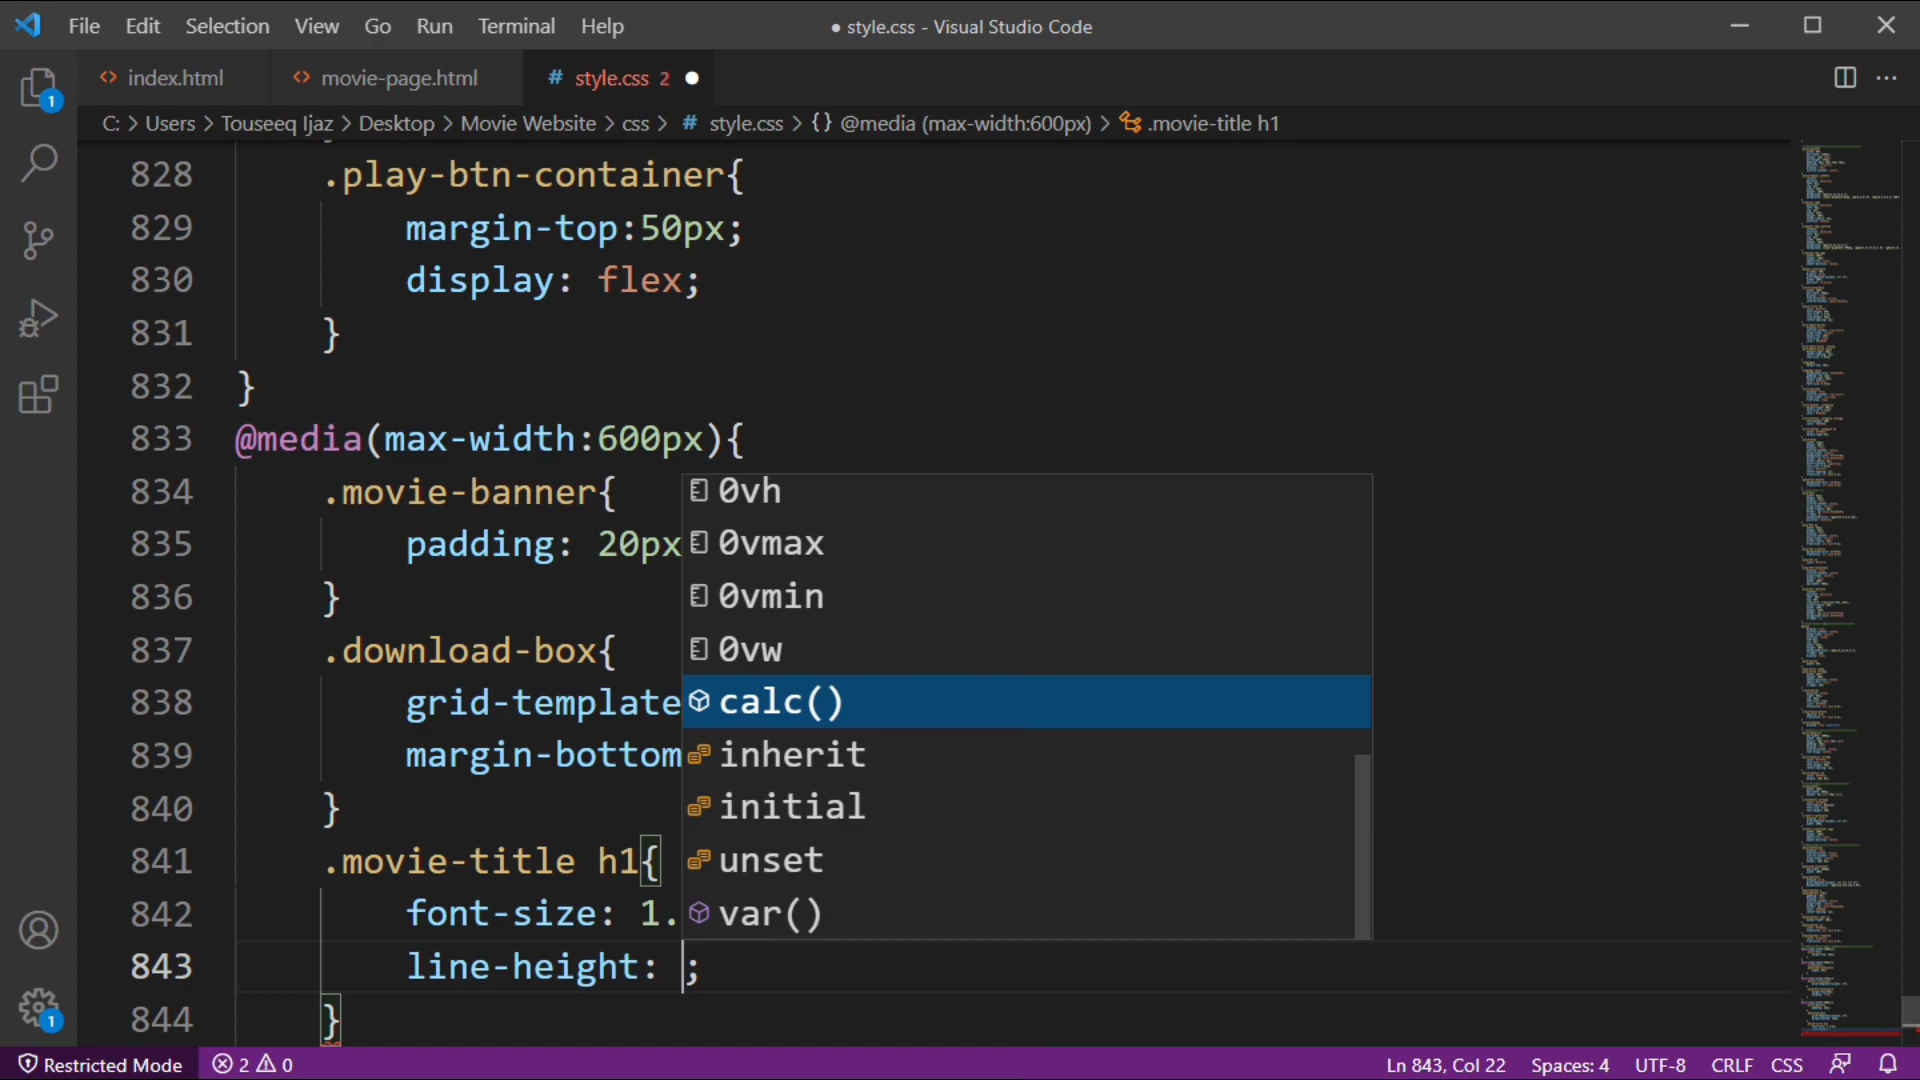 File Edit Selection View Go Run Terminal Help ● style.css - Visual Studio Code
index.html movie-page.html # style.css 2 ●
C: > Users > Touseeq Ijaz > Desktop > Movie Website > css > # style.css > {} @media (max-width:600px) > .movie-title h1
828 .play-btn-container{
829 margin-top:50px;
830 display: flex;
831 }
832 }
833 @media(max-width:600px){
834 .movie-banner{
835 padding: 20px
836 }
837 .download-box{
838 grid-template
839 margin-bottom
840 }
841 .movie-title h1{
842 font-size: 1.
843 line-height: ;
844 }
0vh
0vmax
0vmin
0vw
calc()
inherit
initial
unset
var()
1
1
Restricted Mode 2 0 Ln 843, Col 22 Spaces: 4 UTF-8 CRLF CSS